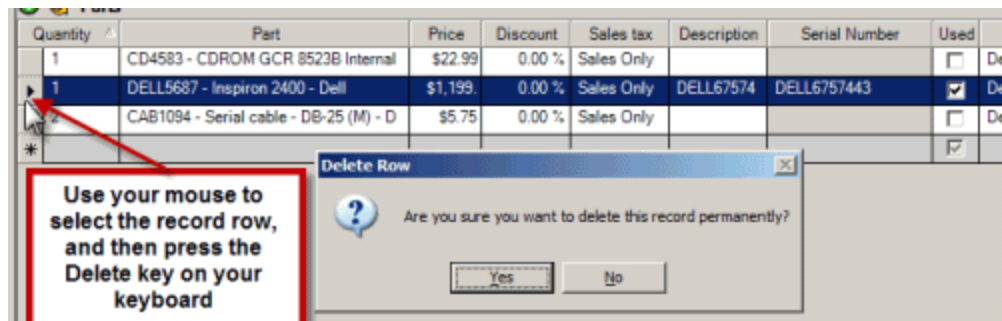 Quantity Part Price Discount Sales tax Description Serial Number Used
1 CD4583 - CDROM GCR 8523B Internal $22.99 0.00 % Sales Only De
1 DELL5687 - Inspiron 2400 - Dell $1,199. 0.00 % Sales Only DELL67574 DELL6757443 De
2 CAB1094 - Serial cable - DB-25 (M) - D $5.75 0.00 % Sales Only De
Delete Row
Are you sure you want to delete this record permanently?
Yes No
Use your mouse to
select the record row,
and then press the
Delete key on your
keyboard